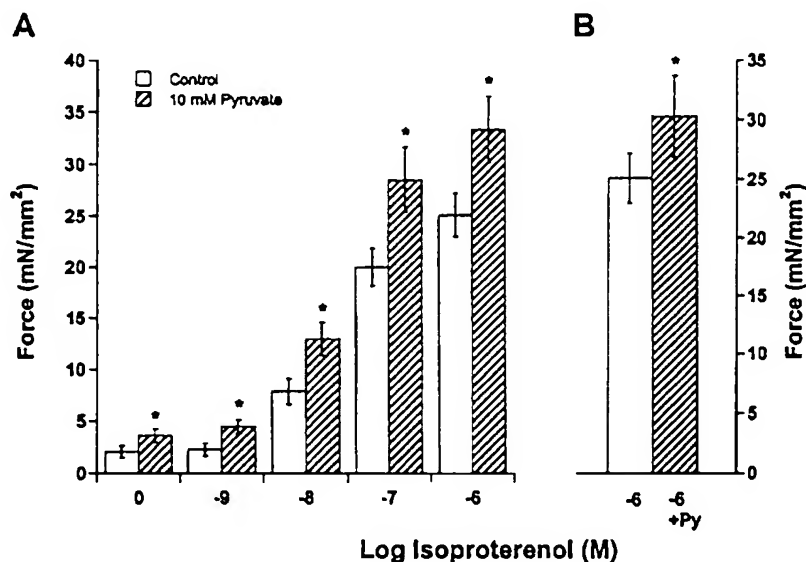 A
B
Control
10 mM Pyruvate
Force (mN/mm²)
40
35
30
25
20
15
10
5
0
* * * * *
0 -9 -8 -7 -6
*
-6 -6
+Py
35
30
25
20
15
10
5
0
Force (mN/mm²)
Log Isoproterenol (M)